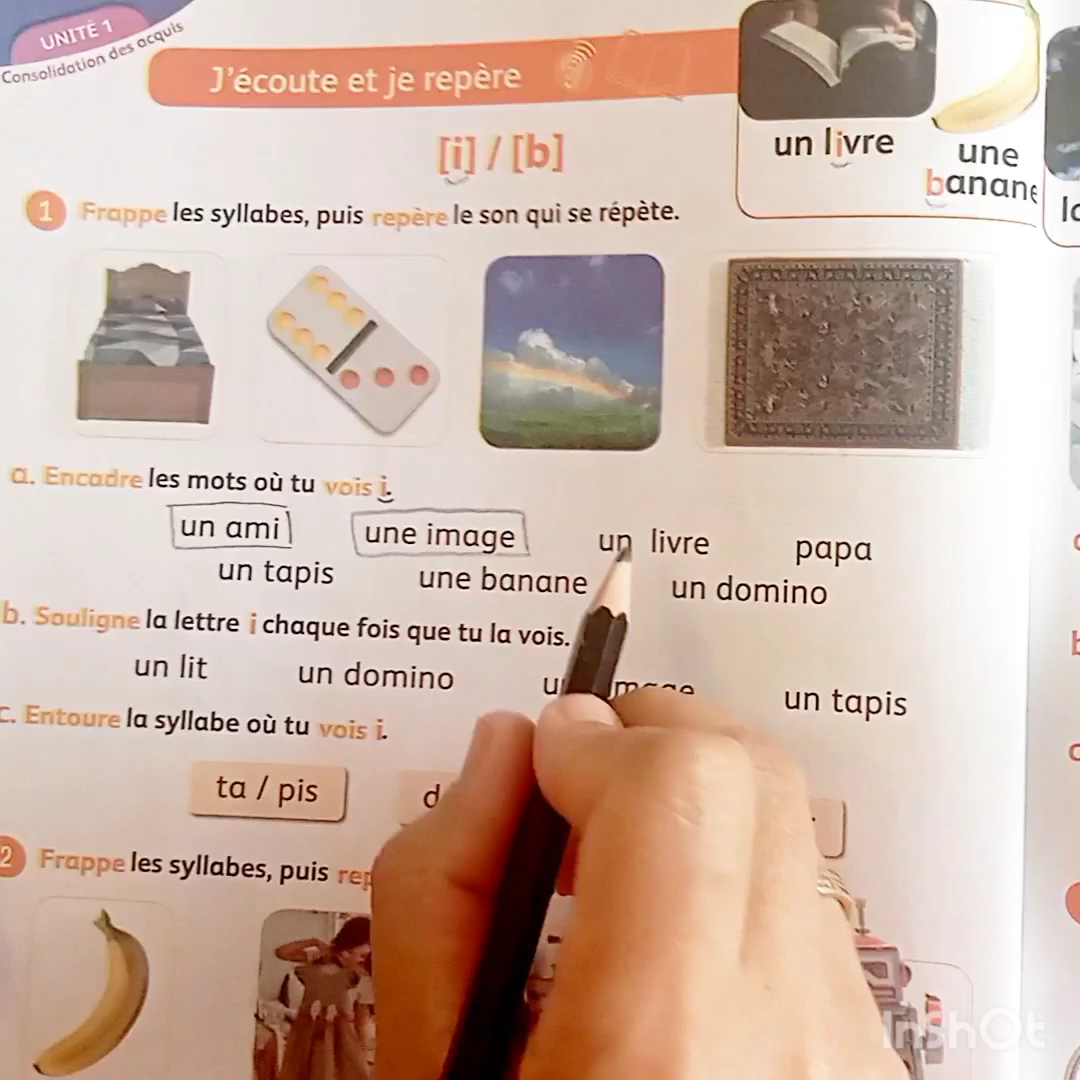 UNITÉ 1
Consolidation des acquis
J'écoute et je repère
[i] / [b]
un livre
une
banane
1 Frappe les syllabes, puis repère le son qui se répète.
a. Encadre les mots où tu vois i.
un ami une image un livre papa
un tapis une banane un domino
b. Souligne la lettre i chaque fois que tu la vois.
un lit un domino un tapis
c. Entoure la syllabe où tu vois i.
ta / pis
2 Frappe les syllabes, puis
InShOt